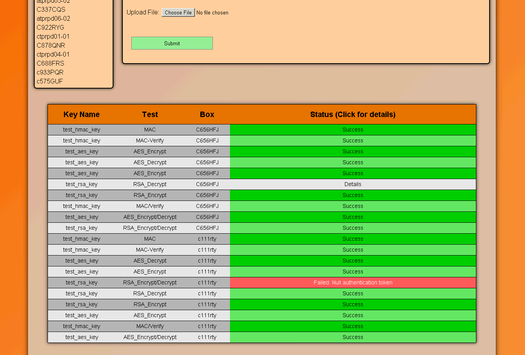 atprpd03-02
C337CQS
atprpd06-02
C922RYG
ctprpd01-01
C878QNR
ctprpd04-01
C688FRS
c933PQR
c575GUF
Upload File: Choose File No file chosen
Submit
Key Name Test Box Status (Click for details)
test_hmac_key MAC C656HFJ Success
test_hmac_key MAC-Verify C656HFJ Success
test_aes_key AES_Encrypt C656HFJ Success
test_aes_key AES_Decrypt C656HFJ Success
test_aes_key AES_Encrypt C656HFJ Success
test_rsa_key RSA_Decrypt C656HFJ Details
test_rsa_key RSA_Encrypt C656HFJ Success
test_hmac_key MAC/Verify C656HFJ Success
test_aes_key AES_Encrypt/Decrypt C656HFJ Success
test_rsa_key RSA_Encrypt/Decrypt C656HFJ Success
test_hmac_key MAC c111rty Success
test_hmac_key MAC-Verify c111rty Success
test_aes_key AES_Decrypt c111rty Success
test_aes_key AES_Encrypt c111rty Success
test_rsa_key RSA_Encrypt/Decrypt c111rty Failed: Null authentication token
test_rsa_key RSA_Decrypt c111rty Success
test_rsa_key RSA_Encrypt c111rty Success
test_aes_key AES_Encrypt c111rty Success
test_hmac_key MAC/Verify c111rty Success
test_aes_key AES_Encrypt/Decrypt c111rty Success